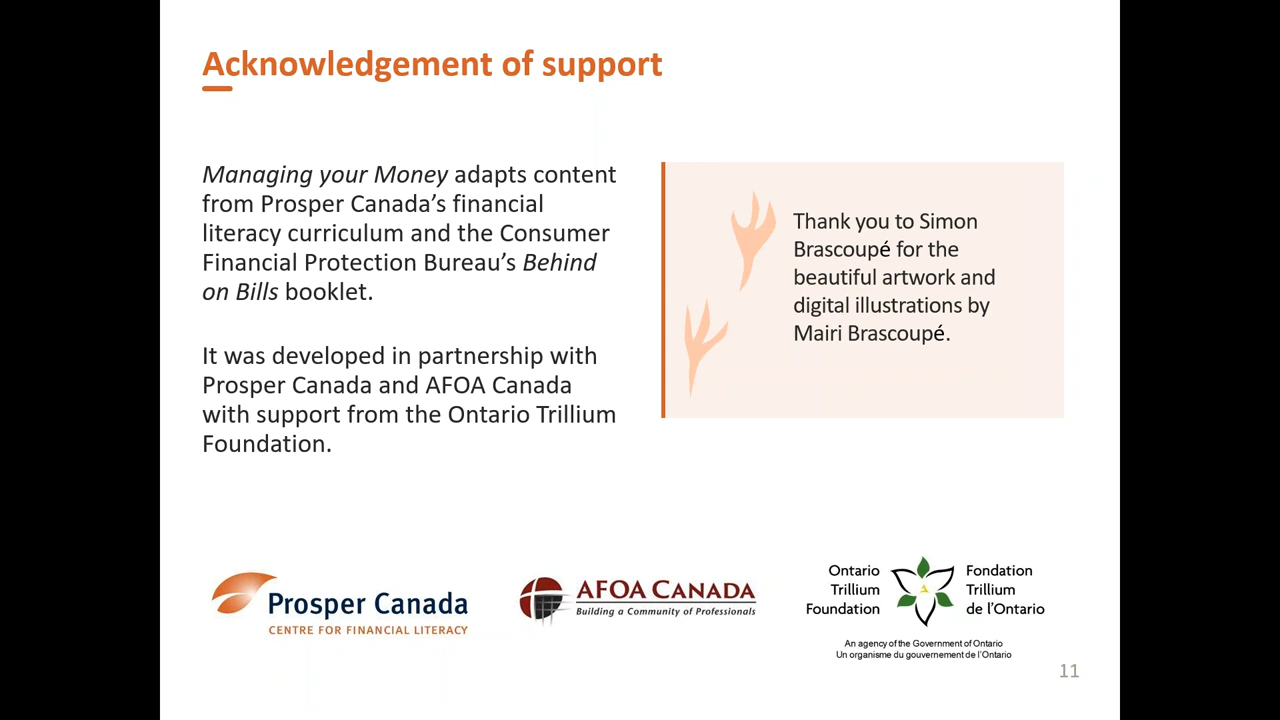 Acknowledgement of support
Managing your Money adapts content
from Prosper Canada’s financial
literacy curriculum and the Consumer
Financial Protection Bureau’s Behind
on Bills booklet.
It was developed in partnership with
Prosper Canada and AFOA Canada
with support from the Ontario Trillium
Foundation.
Thank you to Simon
Brascoupé for the
beautiful artwork and
digital illustrations by
Mairi Brascoupé.
Prosper Canada
CENTRE FOR FINANCIAL LITERACY
AFOA CANADA
Building a Community of Professionals
Ontario
Trillium
Foundation
Fondation
Trillium
de l’Ontario
An agency of the Government of Ontario
Un organisme du gouvernement de l’Ontario
11